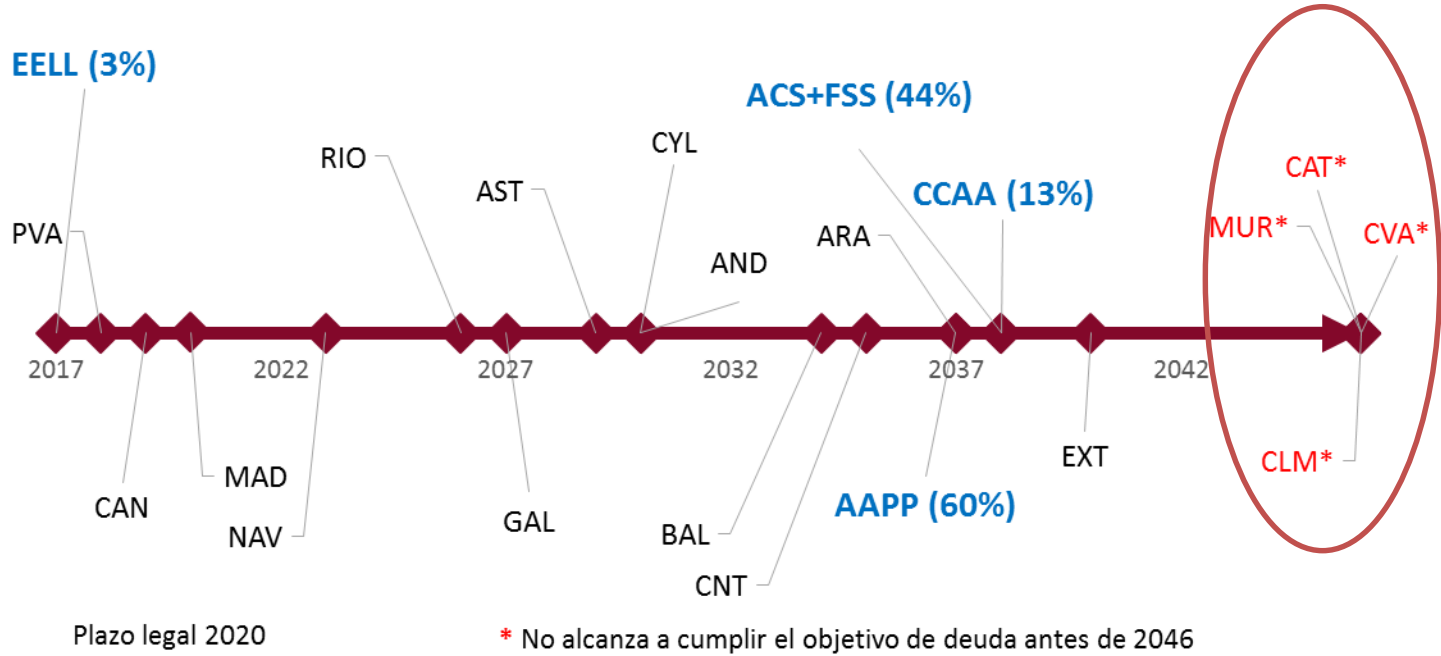 EELL (3%)
ACS+FSS (44%)
CYL
RIO
CAT*
AST
CCAA (13%)
MUR*
CVA*
PVA
ARA
AND
2017
2022
2027
2032
2037
2042
EXT
CLM*
MAD
CAN
AAPP (60%)
GAL
NAV
BAL
CNT
Plazo legal 2020
* No alcanza a cumplir el objetivo de deuda antes de 2046